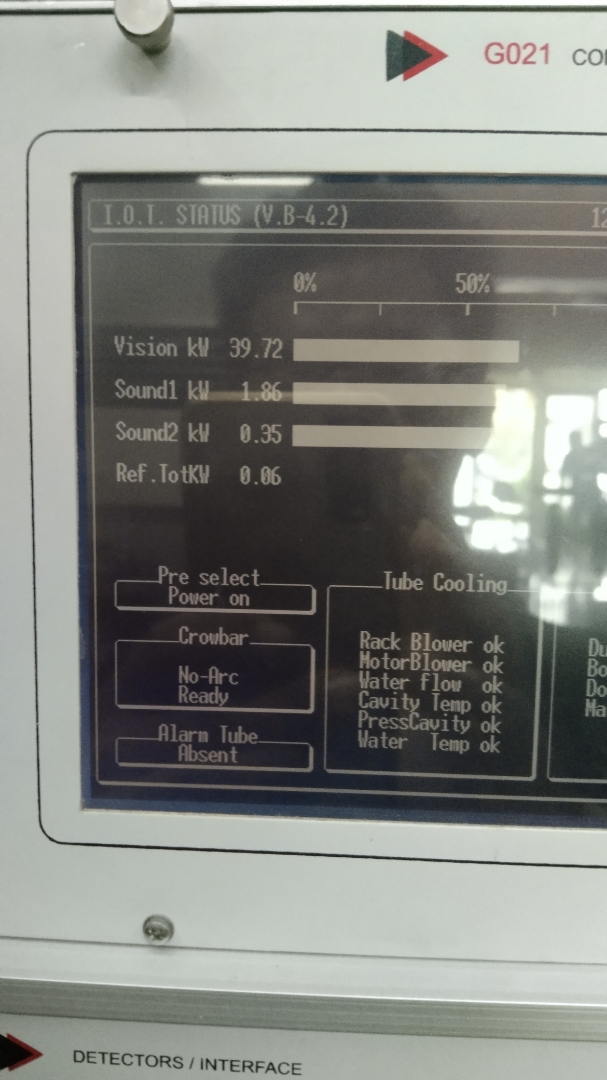 G021
I.O.T. STATUS (V.B-4.2)
0% 50%
Vision kW 39.72
Sound1 kW 1.86
Sound2 kW 0.35
Ref.TotKW 0.06
Pre select
Power on
Crowbar
No-Arc
Ready
Alarm Tube
Absent
Tube Cooling
Rack Blower ok
MotorBlower ok
Water flow ok
Cavity Temp ok
PressCavity ok
Water Temp ok
DETECTORS / INTERFACE